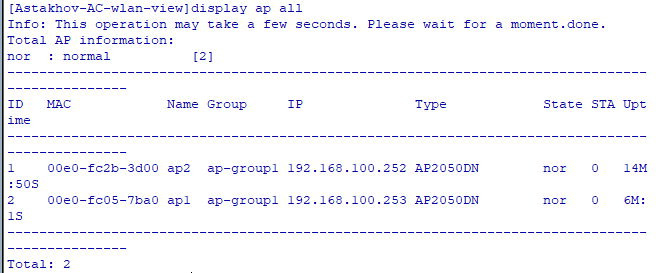 [Astakhov-AC-wlan-view]display ap all
Info: This operation may take a few seconds. Please wait for a moment.done.
Total AP information:
nor  : normal          [2]
--------------------------------------------------------------------------------
---------------
ID   MAC            Name Group     IP              Type            State STA Upt
ime
--------------------------------------------------------------------------------
---------------
1    00e0-fc2b-3d00 ap2  ap-group1 192.168.100.252 AP2050DN        nor   0   14M
:50S
2    00e0-fc05-7ba0 ap1  ap-group1 192.168.100.253 AP2050DN        nor   0   6M:
1S
--------------------------------------------------------------------------------
---------------
Total: 2